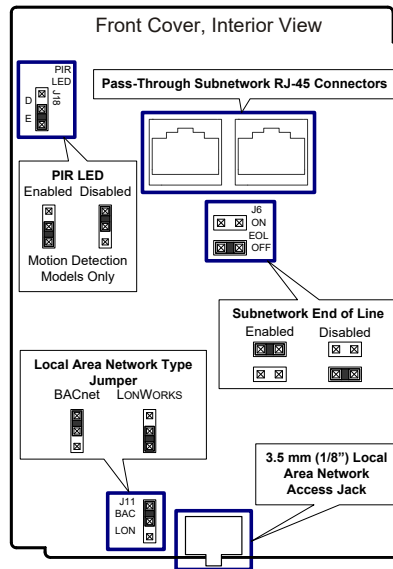 Front Cover, Interior View
PIR
LED
J18
D
E
Pass-Through Subnetwork RJ-45 Connectors
PIR LED
Enabled Disabled
Motion Detection
Models Only
J6
ON
EOL
OFF
Subnetwork End of Line
Enabled Disabled
Local Area Network Type
Jumper
BACnet LONWORKS
3.5 mm (1/8”) Local
Area Network
Access Jack
J11
BAC
LON